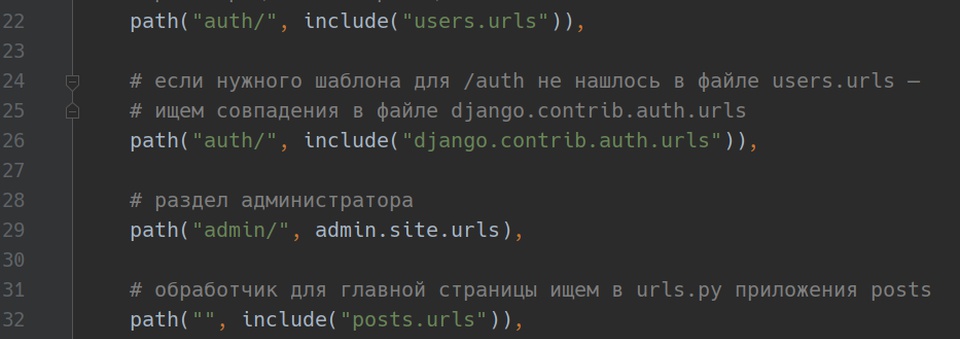 22 path("auth/", include("users.urls")),
23
24 # если нужного шаблона для /auth не нашлось в файле users.urls —
25 # ищем совпадения в файле django.contrib.auth.urls
26 path("auth/", include("django.contrib.auth.urls")),
27
28 # раздел администратора
29 path("admin/", admin.site.urls),
30
31 # обработчик для главной страницы ищем в urls.py приложения posts
32 path("", include("posts.urls")),